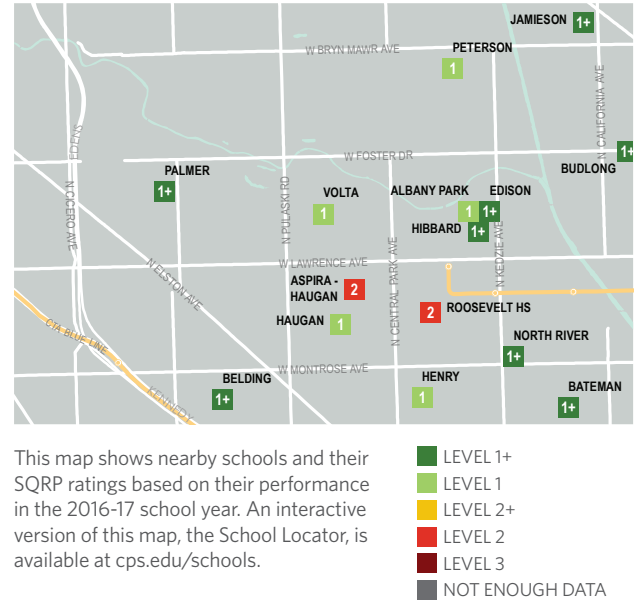 JAMIESON
1+
W BRYN MAWR AVE
PETERSON
1
N CALIFORNIA AVE
EDENS
W FOSTER DR
BUDLONG
1+
PALMER
1+
N CICERO AVE
VOLTA
1
N PULASKI RD
ALBANY PARK
1
EDISON
1+
HIBBARD
1+
N KEDZIE AVE
N CENTRAL PARK AVE
W LAWRENCE AVE
N ELSTON AVE
ASPIRA -
HAUGAN
2
ROOSEVELT HS
2
HAUGAN
1
CTA BLUE LINE
NORTH RIVER
1+
W MONTROSE AVE
KENNEDY
BELDING
1+
HENRY
1
BATEMAN
1+
This map shows nearby schools and their
SQRP ratings based on their performance
in the 2016-17 school year. An interactive
version of this map, the School Locator, is
available at cps.edu/schools.
LEVEL 1+
LEVEL 1
LEVEL 2+
LEVEL 2
LEVEL 3
NOT ENOUGH DATA